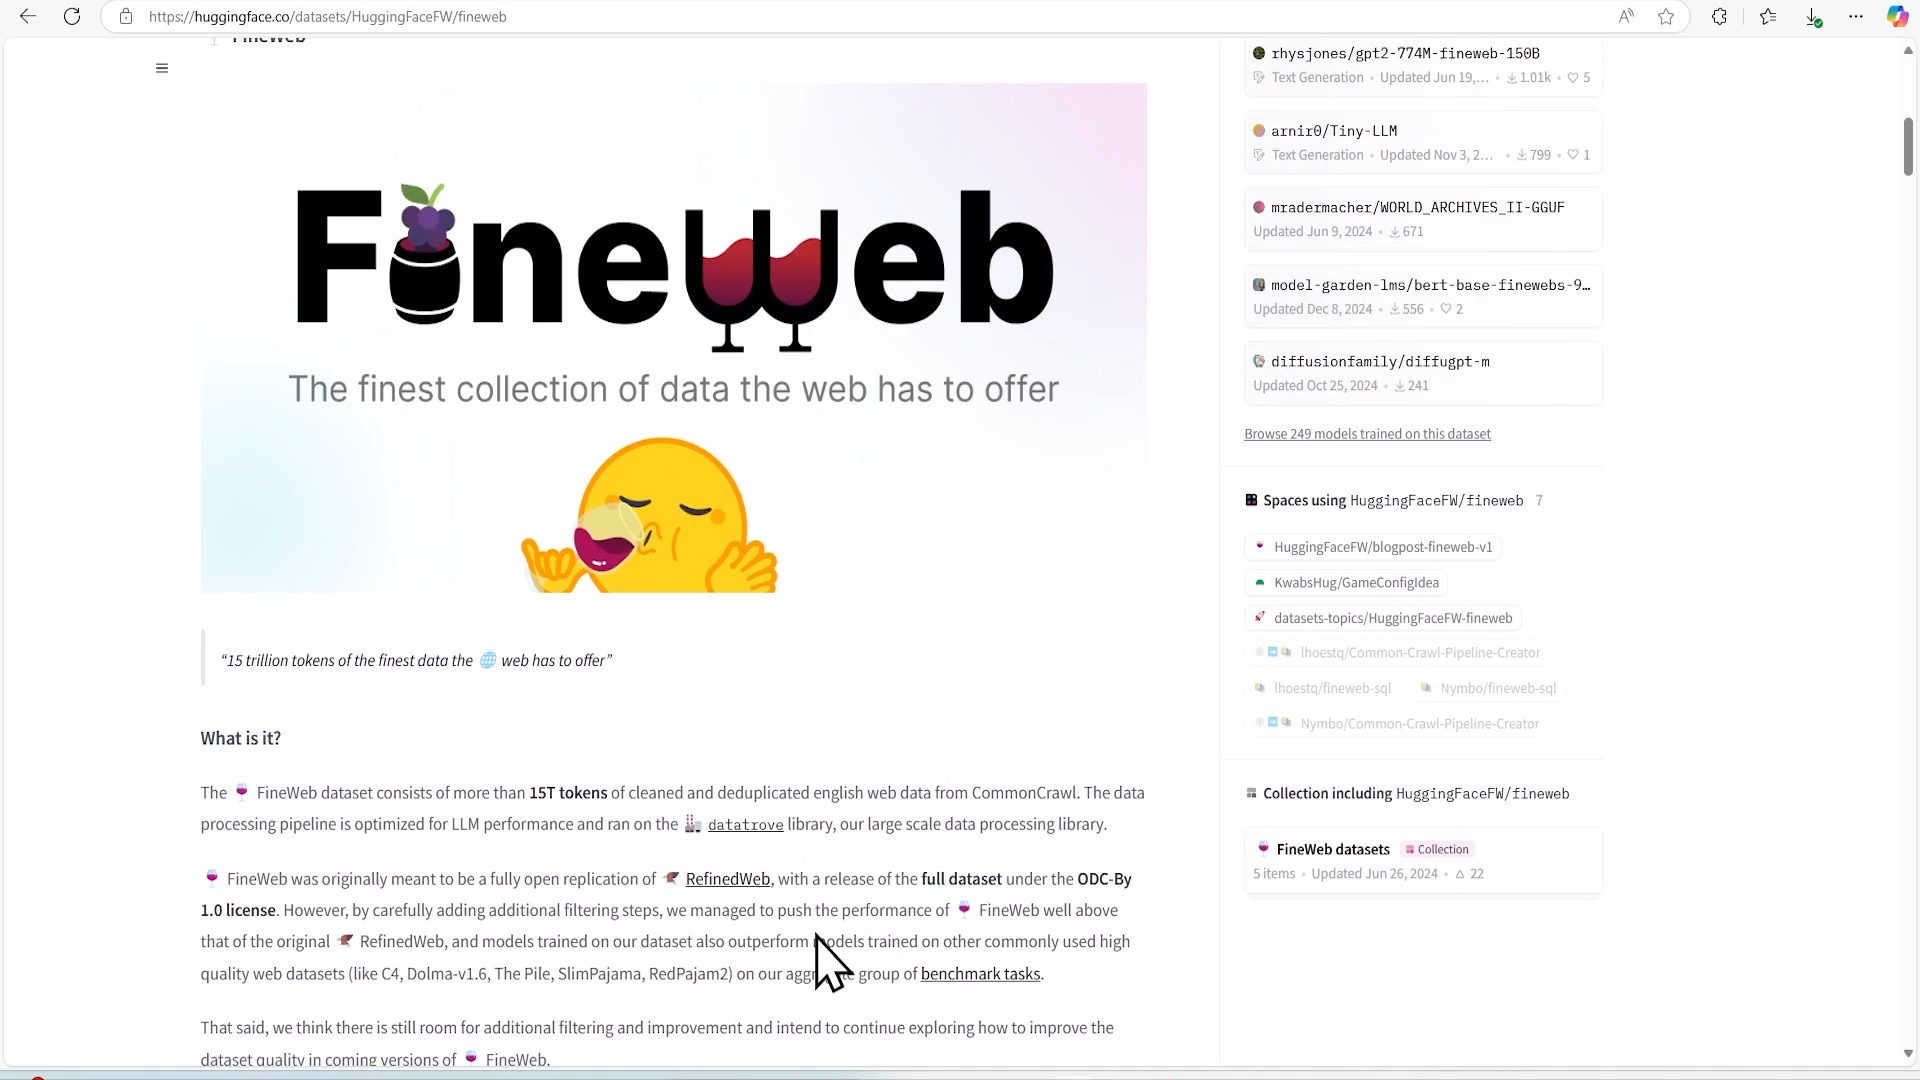 https://huggingface.co/datasets/HuggingFaceFW/fineweb
FineWeb
Fineweb
The finest collection of data the web has to offer
“15 trillion tokens of the finest data the 🌐 web has to offer”
What is it?
The 🍷 FineWeb dataset consists of more than 15T tokens of cleaned and deduplicated english web data from CommonCrawl. The data
processing pipeline is optimized for LLM performance and ran on the 🏭 datatrove library, our large scale data processing library.
🍷 FineWeb was originally meant to be a fully open replication of 🦅 RefinedWeb, with a release of the full dataset under the ODC-By
1.0 license. However, by carefully adding additional filtering steps, we managed to push the performance of 🍷 FineWeb well above
that of the original 🦅 RefinedWeb, and models trained on our dataset also outperform models trained on other commonly used high
quality web datasets (like C4, Dolma-v1.6, The Pile, SlimPajama, RedPajam2) on our aggregate group of benchmark tasks.
That said, we think there is still room for additional filtering and improvement and intend to continue exploring how to improve the
dataset quality in coming versions of 🍷 FineWeb.
rhysjones/gpt2-774M-fineweb-150B
Text Generation • Updated Jun 19,... • 1.01k • 5
arnir0/Tiny-LLM
Text Generation • Updated Nov 3, 2... • 799 • 1
mradermacher/WORLD_ARCHIVES_II-GGUF
Updated Jun 9, 2024 • 671
model-garden-lms/bert-base-finewebs-9...
Updated Dec 8, 2024 • 556 • 2
diffusionfamily/diffugpt-m
Updated Oct 25, 2024 • 241
Browse 249 models trained on this dataset
Spaces using HuggingFaceFW/fineweb 7
HuggingFaceFW/blogpost-fineweb-v1
KwabsHug/GameConfigIdea
datasets-topics/HuggingFaceFW-fineweb
lhoestq/Common-Crawl-Pipeline-Creator
lhoestq/fineweb-sql Nymbo/fineweb-sql
Nymbo/Common-Crawl-Pipeline-Creator
Collection including HuggingFaceFW/fineweb
FineWeb datasets Collection
5 items • Updated Jun 26, 2024 • 22